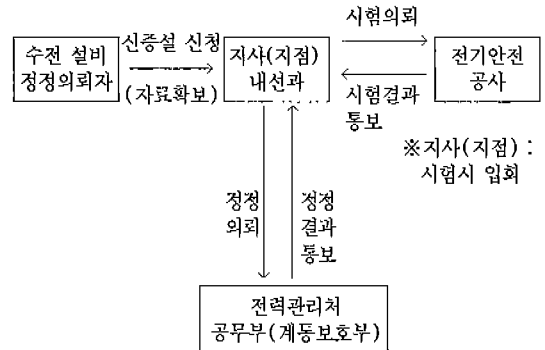 수전 설비
정정의뢰자
신증설 신청
(자료확보)
지사(지점)
내선과
시험의뢰
시험결과
통보
전기안전
공사
※지사(지점) :
시험시 입회
정정
의뢰
정정
결과
통보
전력관리처
공무부(계통보호부)